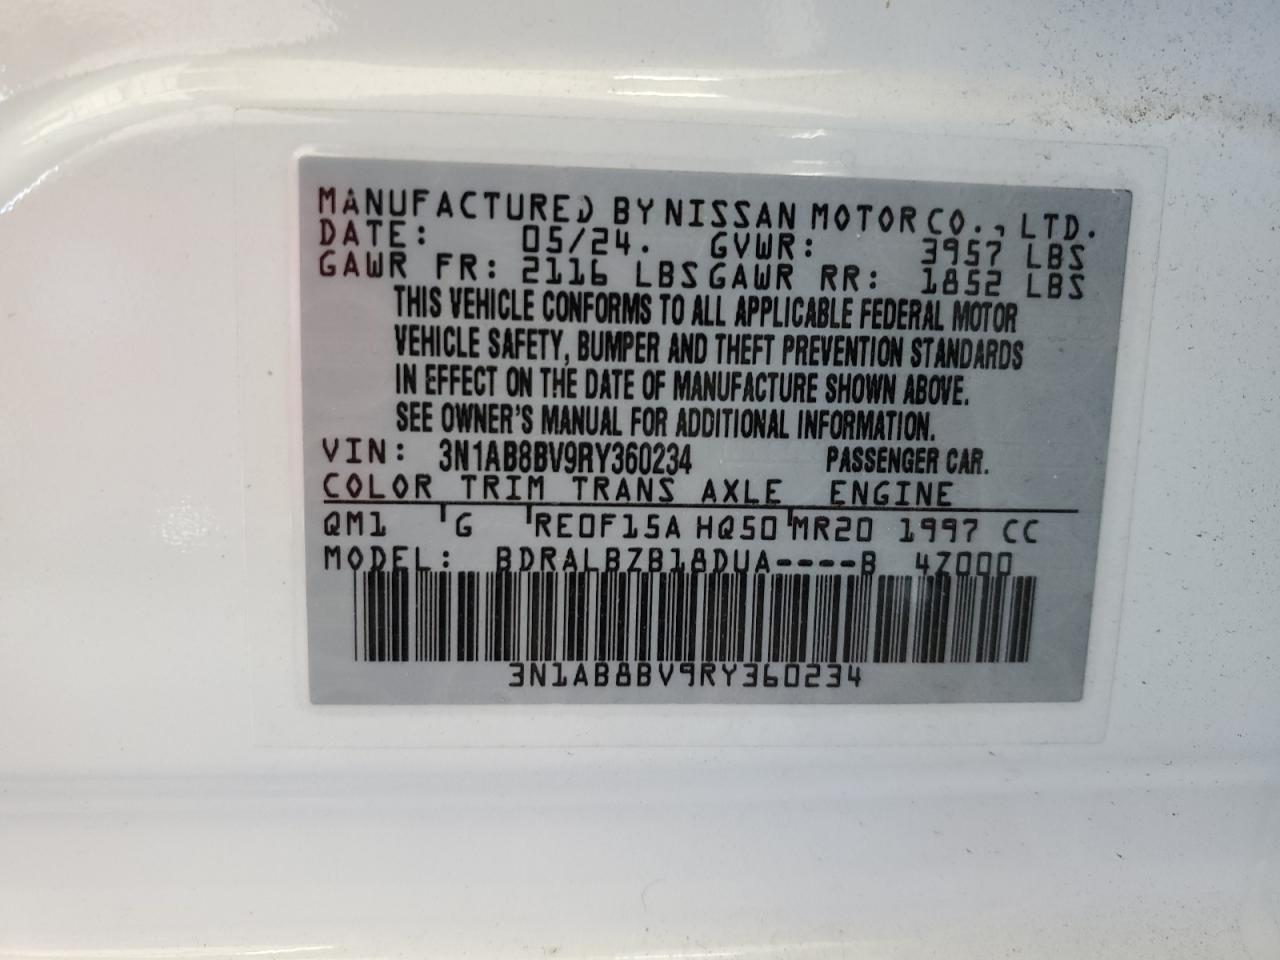 MANUFACTURED BY NISSAN MOTOR CO., LTD.
DATE: 05/24. GVWR: 3957 LBS
GAWR FR: 2116 LBS GAWR RR: 1852 LBS
THIS VEHICLE CONFORMS TO ALL APPLICABLE FEDERAL MOTOR
VEHICLE SAFETY, BUMPER AND THEFT PREVENTION STANDARDS
IN EFFECT ON THE DATE OF MANUFACTURE SHOWN ABOVE.
SEE OWNER'S MANUAL FOR ADDITIONAL INFORMATION.
VIN: 3N1AB8BV9RY360234 PASSENGER CAR.
COLOR TRIM TRANS AXLE ENGINE
QM1 G RE0F15A HQ50 MR20 1997 CC
MODEL: BDRALBZB18DUA----B 4Z000
3N1AB8BV9RY360234